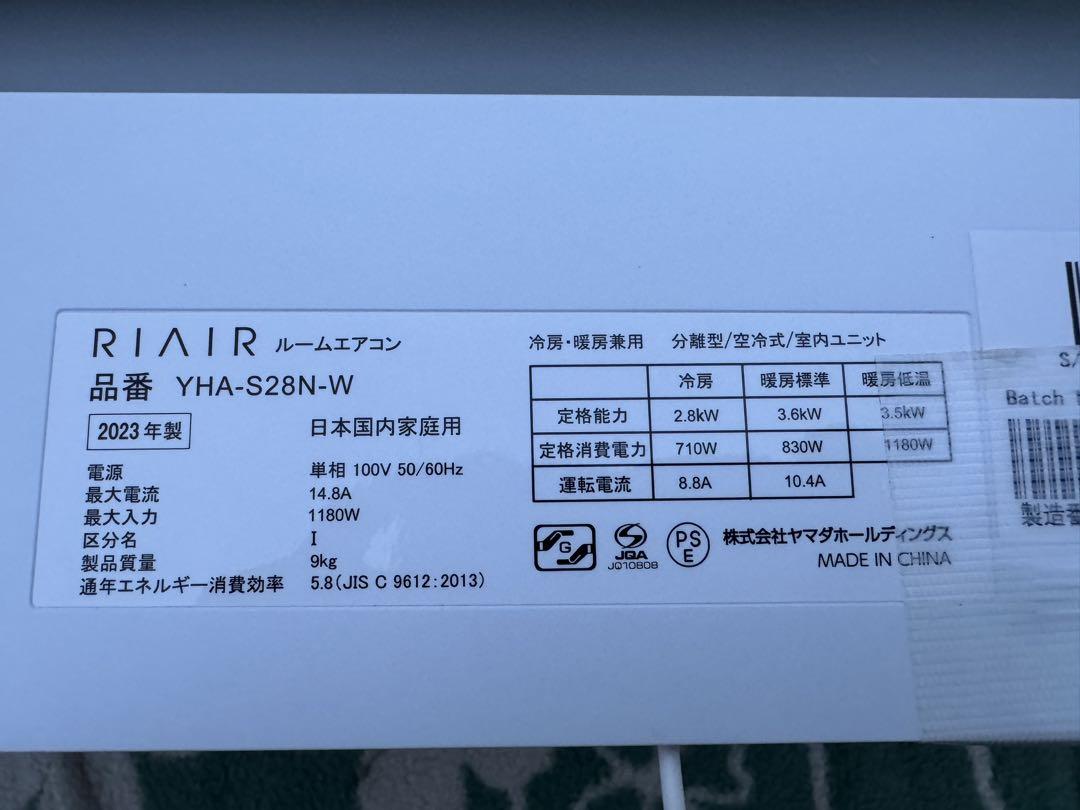 RIAIR ルームエアコン
品番 YHA-S28N-W
2023年製 日本国内家庭用
電源 単相 100V 50/60Hz
最大電流 14.8A
最大入力 1180W
区分名 I
製品質量 9kg
通年エネルギー消費効率 5.8(JIS C 9612:2013)
冷房・暖房兼用 分離型/空冷式/室内ユニット
冷房 暖房標準 暖房低温
定格能力 2.8kW 3.6kW 3.5kW
定格消費電力 710W 830W 1180W
運転電流 8.8A 10.4A
G
JQA
JQ10808
PS
E
株式会社ヤマダホールディングス
MADE IN CHINA
S/
Batch
製造番